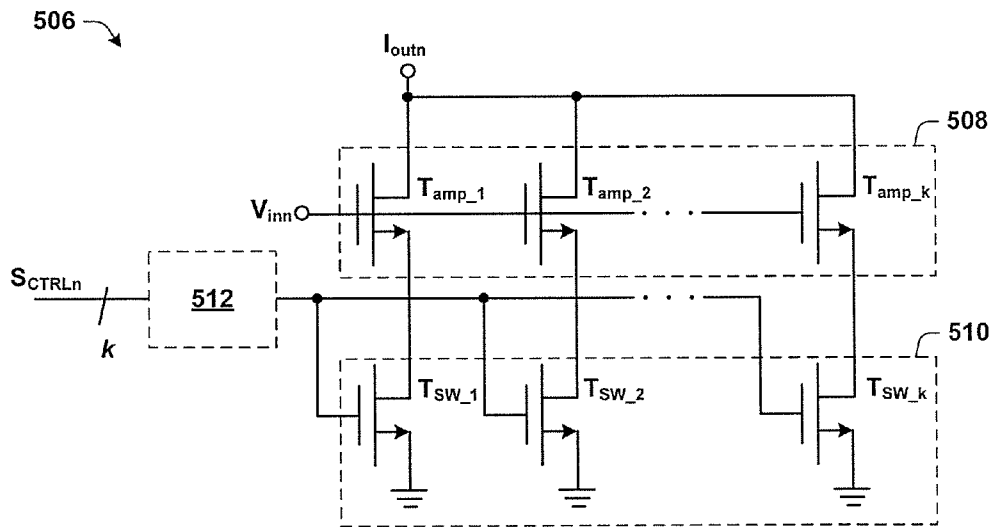 506
I_outn
508
T_amp_1 T_amp_2 T_amp_k
V_inn
. . .
S_CTRLn
512
. . .
k
510
T_SW_1 T_SW_2 T_SW_k